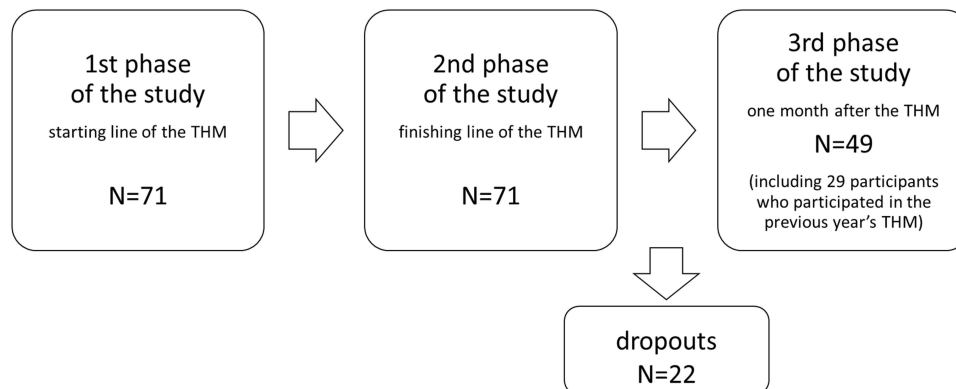 1st phase
of the study
starting line of the THM
N=71
2nd phase
of the study
finishing line of the THM
N=71
3rd phase
of the study
one month after the THM
N=49
(including 29 participants
who participated in the
previous year’s THM)
dropouts
N=22